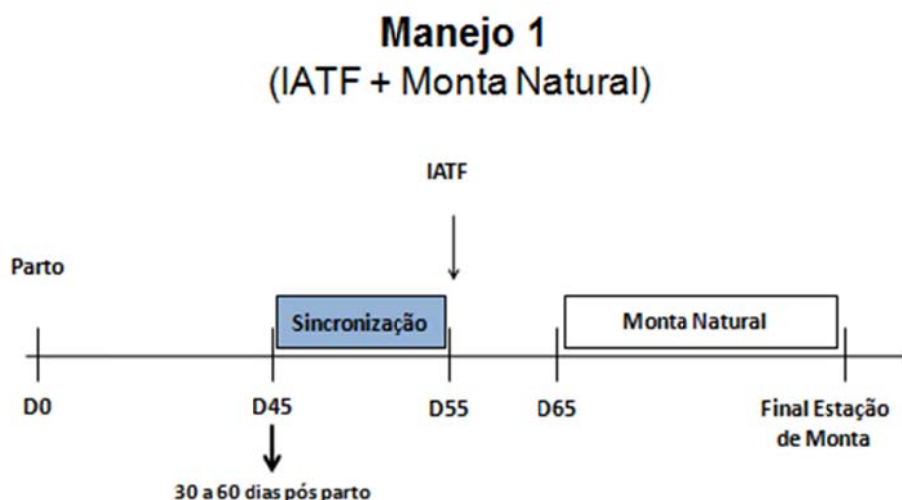 Manejo 1
(IATF + Monta Natural)
IATF
Parto
Sincronização
Monta Natural
D0
D45
D55
D65
Final Estação
de Monta
30 a 60 dias pós parto